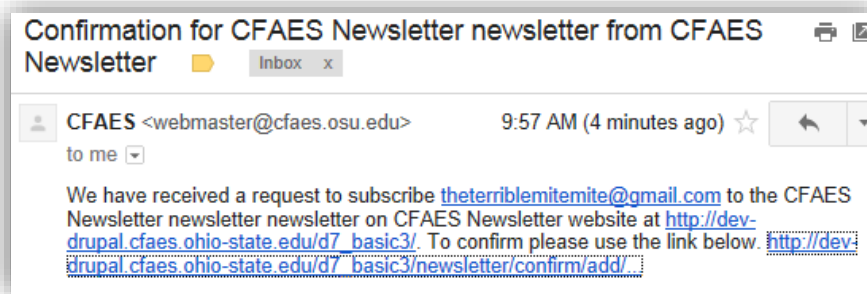 Confirmation for CFAES Newsletter newsletter from CFAES
Newsletter Inbox x
CFAES <webmaster@cfaes.osu.edu> 9:57 AM (4 minutes ago)
to me
We have received a request to subscribe theterriblemitemite@gmail.com to the CFAES
Newsletter newsletter newsletter on CFAES Newsletter website at http://dev-
drupal.cfaes.ohio-state.edu/d7_basic3/. To confirm please use the link below. http://dev-
drupal.cfaes.ohio-state.edu/d7_basic3/newsletter/confirm/add/...